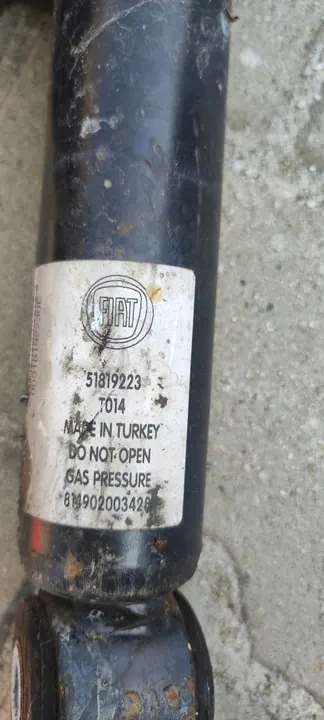 FIAT
51819223
T014
MADE IN TURKEY
DO NOT OPEN
GAS PRESSURE